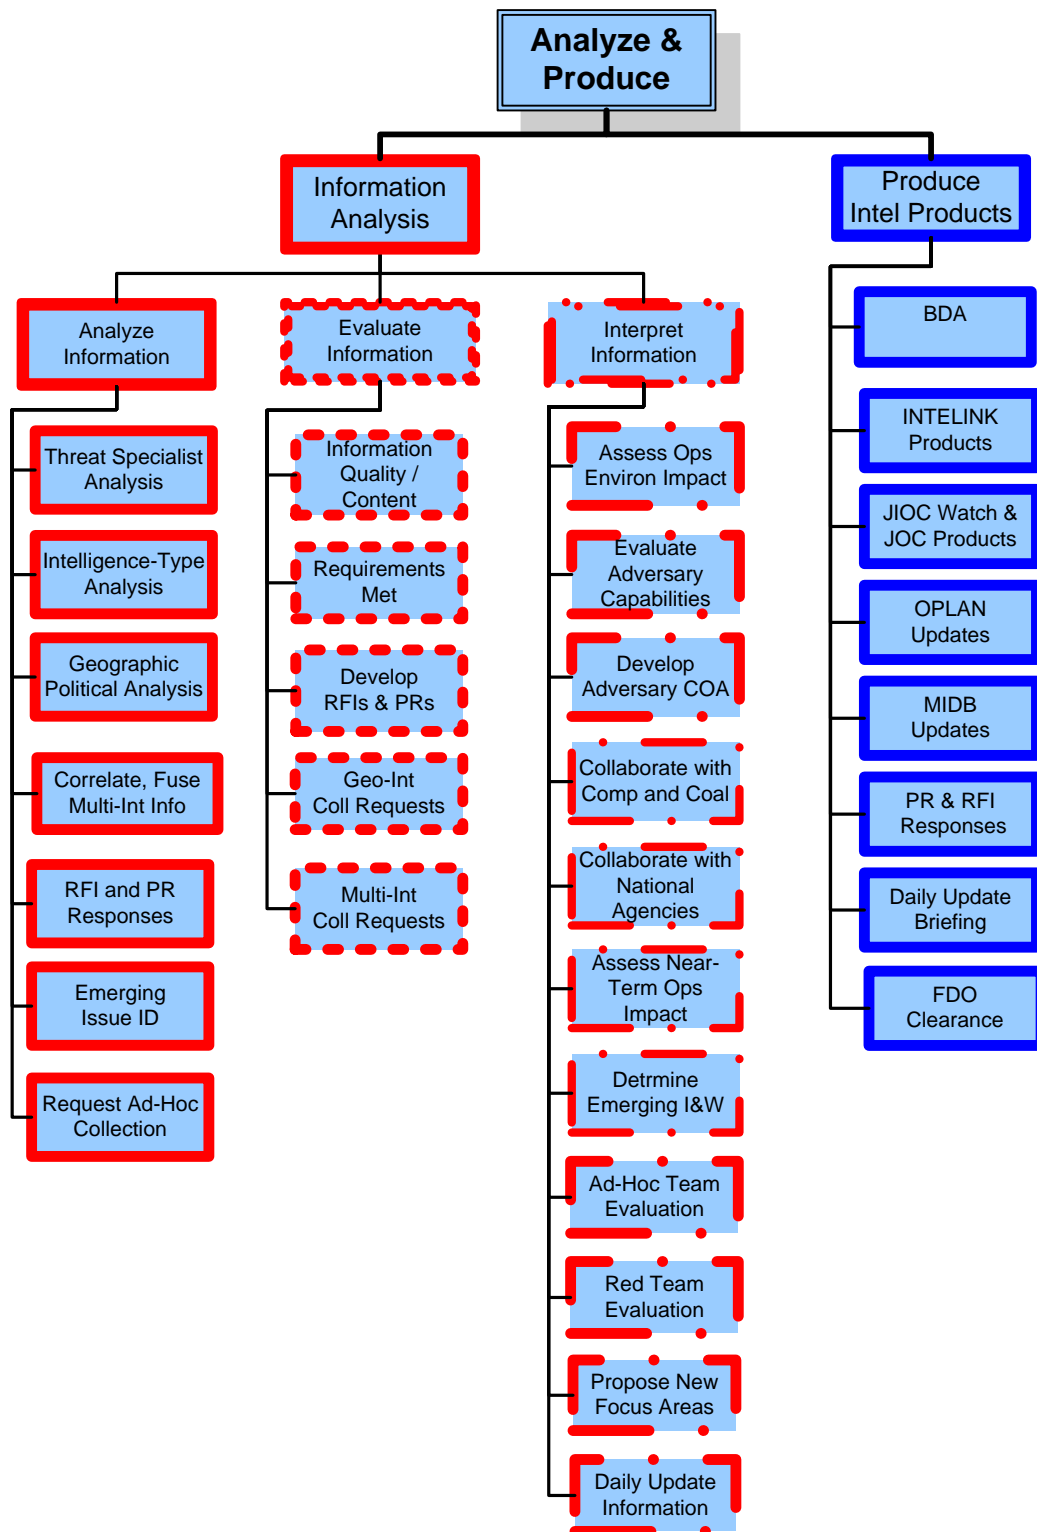 Analyze &
Produce
Information
Analysis
Produce
Intel Products
Analyze
Information
Threat Specialist
Analysis
Intelligence-Type
Analysis
Geographic
Political Analysis
Correlate, Fuse
Multi-Int Info
RFI and PR
Responses
Emerging
Issue ID
Request Ad-Hoc
Collection
Evaluate
Information
Information
Quality /
Content
Requirements
Met
Develop
RFIs & PRs
Geo-Int
Coll Requests
Multi-Int
Coll Requests
Interpret
Information
Assess Ops
Environ Impact
Evaluate
Adversary
Capabilities
Develop
Adversary COA
Collaborate with
Comp and Coal
Collaborate with
National
Agencies
Assess Near-
Term Ops
Impact
Detrmine
Emerging I&W
Ad-Hoc Team
Evaluation
Red Team
Evaluation
Propose New
Focus Areas
Daily Update
Information
BDA
INTELINK
Products
JIOC Watch &
JOC Products
OPLAN
Updates
MIDB
Updates
PR & RFI
Responses
Daily Update
Briefing
FDO
Clearance